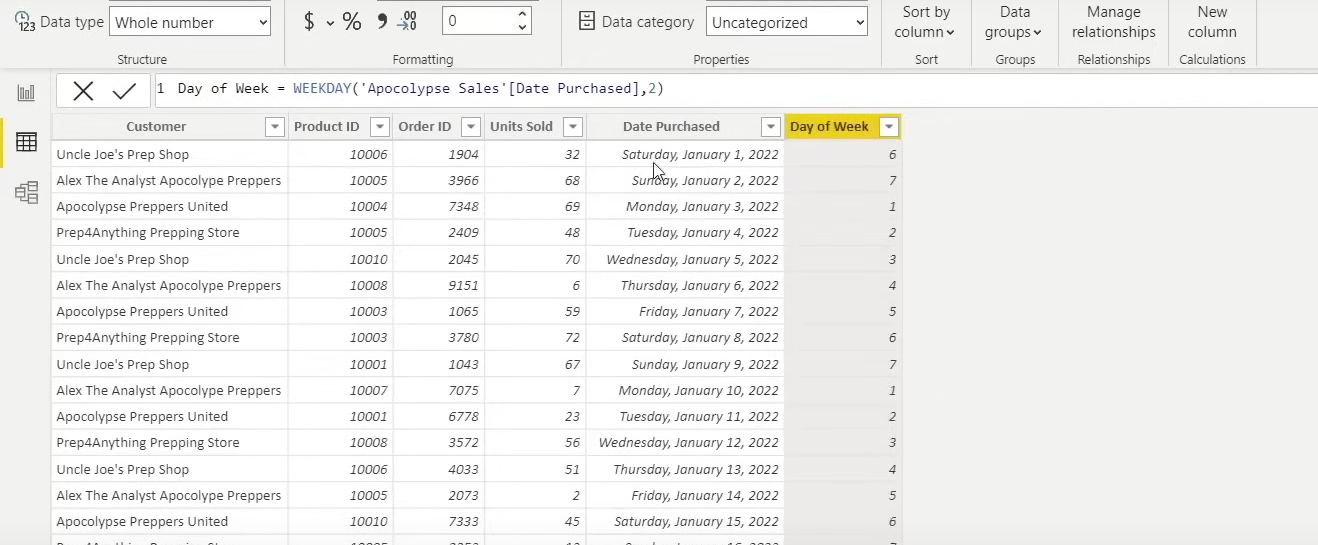 Data type Whole number $ % 9 .00 .0 0 Data category Uncategorized Sort by column Data groups Manage relationships New column
Structure Formatting Properties Sort Groups Relationships Calculations
1 Day of Week = WEEKDAY('Apocolypse Sales'[Date Purchased],2)
Customer Product ID Order ID Units Sold Date Purchased Day of Week
Uncle Joe's Prep Shop 10006 1904 32 Saturday, January 1, 2022 6
Alex The Analyst Apocolype Preppers 10005 3966 68 Sunday, January 2, 2022 7
Apocolypse Preppers United 10004 7348 69 Monday, January 3, 2022 1
Prep4Anything Prepping Store 10005 2409 48 Tuesday, January 4, 2022 2
Uncle Joe's Prep Shop 10010 2045 70 Wednesday, January 5, 2022 3
Alex The Analyst Apocolype Preppers 10008 9151 6 Thursday, January 6, 2022 4
Apocolypse Preppers United 10003 1065 59 Friday, January 7, 2022 5
Prep4Anything Prepping Store 10003 3780 72 Saturday, January 8, 2022 6
Uncle Joe's Prep Shop 10001 1043 67 Sunday, January 9, 2022 7
Alex The Analyst Apocolype Preppers 10007 7075 7 Monday, January 10, 2022 1
Apocolypse Preppers United 10001 6778 23 Tuesday, January 11, 2022 2
Prep4Anything Prepping Store 10008 3572 56 Wednesday, January 12, 2022 3
Uncle Joe's Prep Shop 10006 4033 51 Thursday, January 13, 2022 4
Alex The Analyst Apocolype Preppers 10005 2073 2 Friday, January 14, 2022 5
Apocolypse Preppers United 10010 7333 45 Saturday, January 15, 2022 6